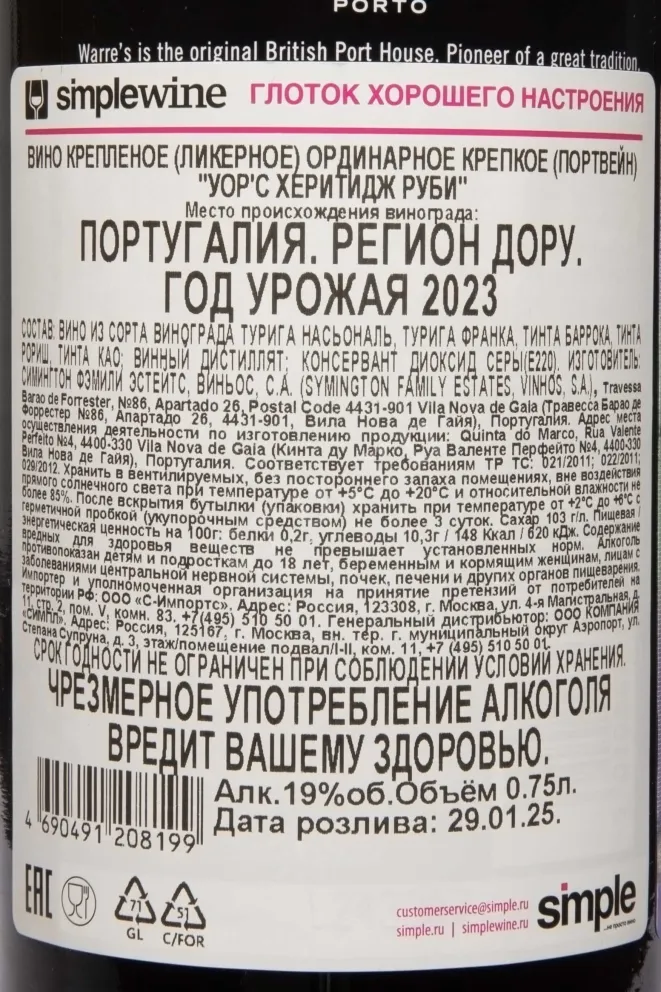 PORTO
Warre's is the original British Port House. Pioneer of a great tradition,
simplewine ГЛОТОК ХОРОШЕГО НАСТРОЕНИЯ
ВИНО КРЕПЛЕНОЕ (ЛИКЕРНОЕ) ОРДИНАРНОЕ КРЕПКОЕ (ПОРТВЕЙН)
"УОР'С ХЕРИТИДЖ РУБИ"
Место происхождения винограда:
ПОРТУГАЛИЯ. РЕГИОН ДОРУ.
ГОД УРОЖАЯ 2023
СОСТАВ: ВИНО ИЗ СОРТА ВИНОГРАДА ТУРИГА НАСЬОНАЛЬ, ТУРИГА ФРАНКА, ТИНТА БАРРОКА, ТИНТА
РОРИШ, ТИНТА КАО; ВИННЫЙ ДИСТИЛЛЯТ; КОНСЕРВАНТ ДИОКСИД СЕРЫ(Е220). ИЗГОТОВИТЕЛЬ:
СИМИНГТОН ФЭМИЛИ ЭСТЕЙТС, ВИНЬОС, С.А. (SYMINGTON FAMILY ESTATES, VINHOS, S.A.), Travessa
Barao de Forrester, №86, Apartado 26, Postal Code 4431-901 Vila Nova de Gaia (Травесса Барао де
Форрестер №86, Апартадо 26, 4431-901, Вила Нова де Гайя), Португалия. Адрес места
осуществления деятельности по изготовлению продукции: Quinta do Marco, Rua Valente
Perfeito №4, 4400-330 Vila Nova de Gaia (Кинта ду Марко, Руа Валенте Перфейто №4, 4400-330
Вила Нова де Гайя), Португалия. Соответствует требованиям ТР ТС: 021/2011; 022/2011;
029/2012. Хранить в вентилируемых, без постороннего запаха помещениях, вне воздействия
прямого солнечного света при температуре от +5°C до +20°C и относительной влажности не
более 85%. После вскрытия бутылки (упаковки) хранить при температуре от +2°C до +6°C с
герметичной пробкой (укупорочным средством) не более 3 суток. Сахар 103 г/л. Пищевая /
энергетическая ценность на 100г: белки 0,2г, углеводы 10,3г / 148 Ккал / 620 кДж. Содержание
вредных для здоровья веществ не превышает установленных норм. Алкоголь
противопоказан детям и подросткам до 18 лет, беременным и кормящим женщинам, лицам с
заболеваниями центральной нервной системы, почек, печени и других органов пищеварения.
Импортер и уполномоченная организация на принятие претензий от потребителей на
территории РФ: ООО «С-Импортс». Адрес: Россия, 123308, г. Москва, ул. 4-я Магистральная, д.
11, стр. 2, пом. V, комн. 83, +7(495) 510 50 01. Генеральный дистрибьютор: ООО КОМПАНИЯ
«СИМПЛ». Адрес: Россия, 125167, г. Москва, вн. тер. г. муниципальный округ Аэропорт, ул.
Степана Супруна, д. 3, этаж/помещение подвал/I-II, ком. 11, +7 (495) 510 50 01.
СРОК ГОДНОСТИ НЕ ОГРАНИЧЕН ПРИ СОБЛЮДЕНИИ УСЛОВИЙ ХРАНЕНИЯ.
ЧРЕЗМЕРНОЕ УПОТРЕБЛЕНИЕ АЛКОГОЛЯ
ВРЕДИТ ВАШЕМУ ЗДОРОВЬЮ.
Алк.19%об.Объём 0.75л.
4 690491 208199 Дата розлива: 29.01.25.
EAC 71 51
GL C/FOR
customerservice@simple.ru
simple.ru | simplewine.ru
simple
...не просто вино